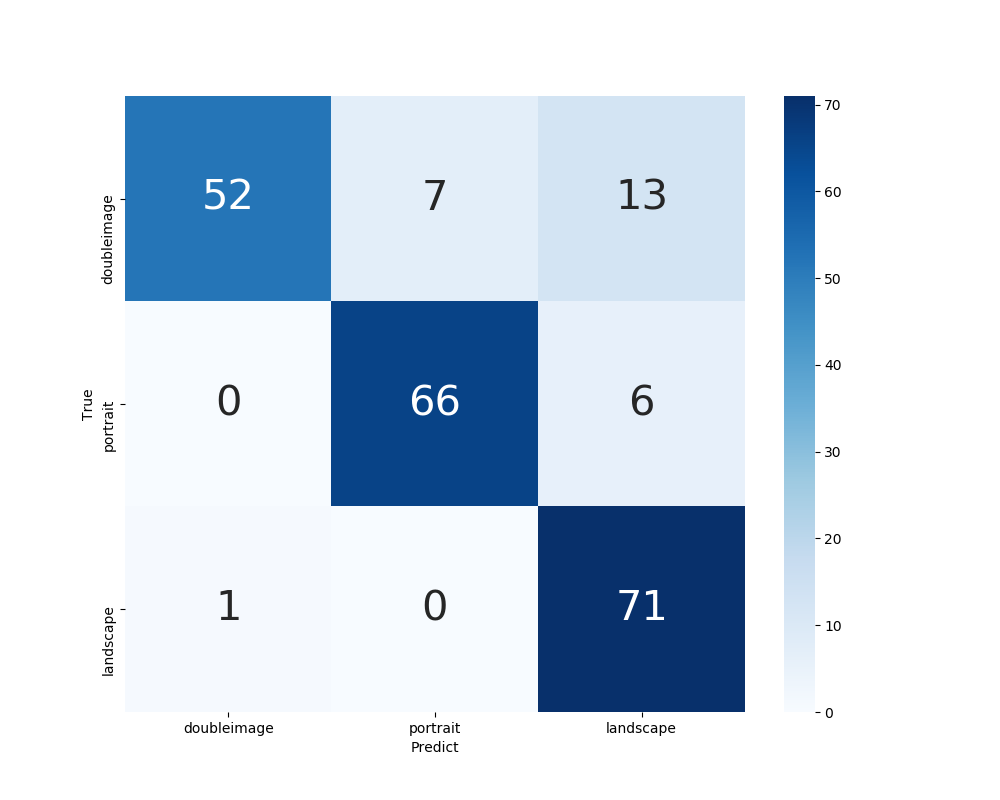 70
60
50
40
30
20
10
0
True
doubleimage
portrait
landscape
52 7 13
0 66 6
1 0 71
doubleimage portrait landscape
Predict